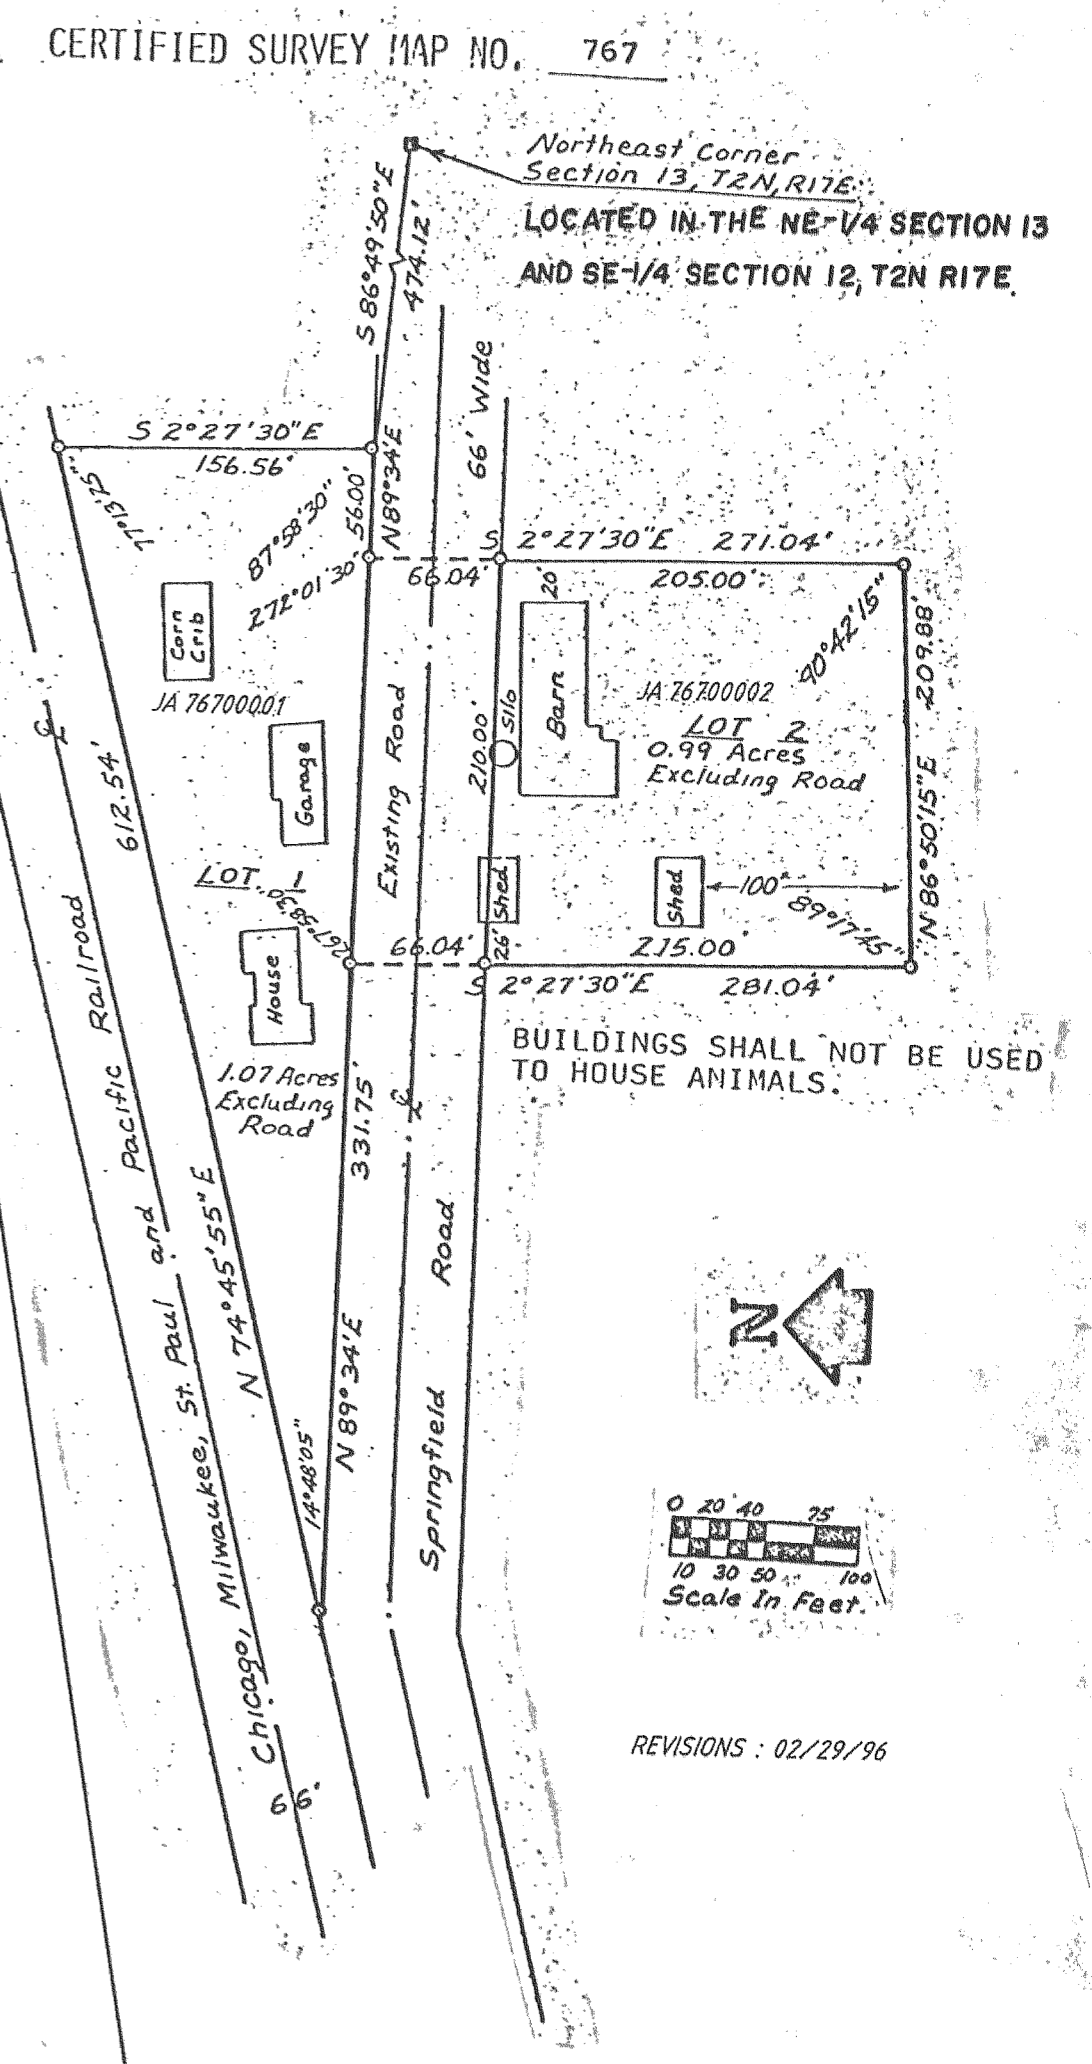 CERTIFIED SURVEY MAP NO. 767
Northeast Corner
Section 13, T2N, R17E
LOCATED IN THE NE-1/4 SECTION 13
AND SE-1/4 SECTION 12, T2N R17E
S 86°49'50"E
474.12'
66' Wide
S 2°27'30"E
156.56'
77°13'25"
87°58'30"
272°01'30"
56.00'
N89°34'E
66.04'
S 2°27'30"E 271.04'
205.00'
20'
90°42'15"
209.88'
N 86°50'15"E
Corn
Crib
JA 76700001
Garage
612.54'
LOT 1
267°58'30"
House
1.07 Acres
Excluding
Road
Existing Road
210.00'
Silo
Barn
JA 76700002
LOT 2
0.99 Acres
Excluding Road
Shed
26'
Shed
100'
89°17'45"
66.04'
215.00'
S 2°27'30"E 281.04'
BUILDINGS SHALL NOT BE USED
TO HOUSE ANIMALS.
331.75'
N 89°34'E
14°48'05"
N 74°45'55"E
Chicago, Milwaukee, St. Paul and Pacific Railroad
66'
Springfield Road
N
0 20 40 75
10 30 50 100
Scale In Feet.
REVISIONS : 02/29/96